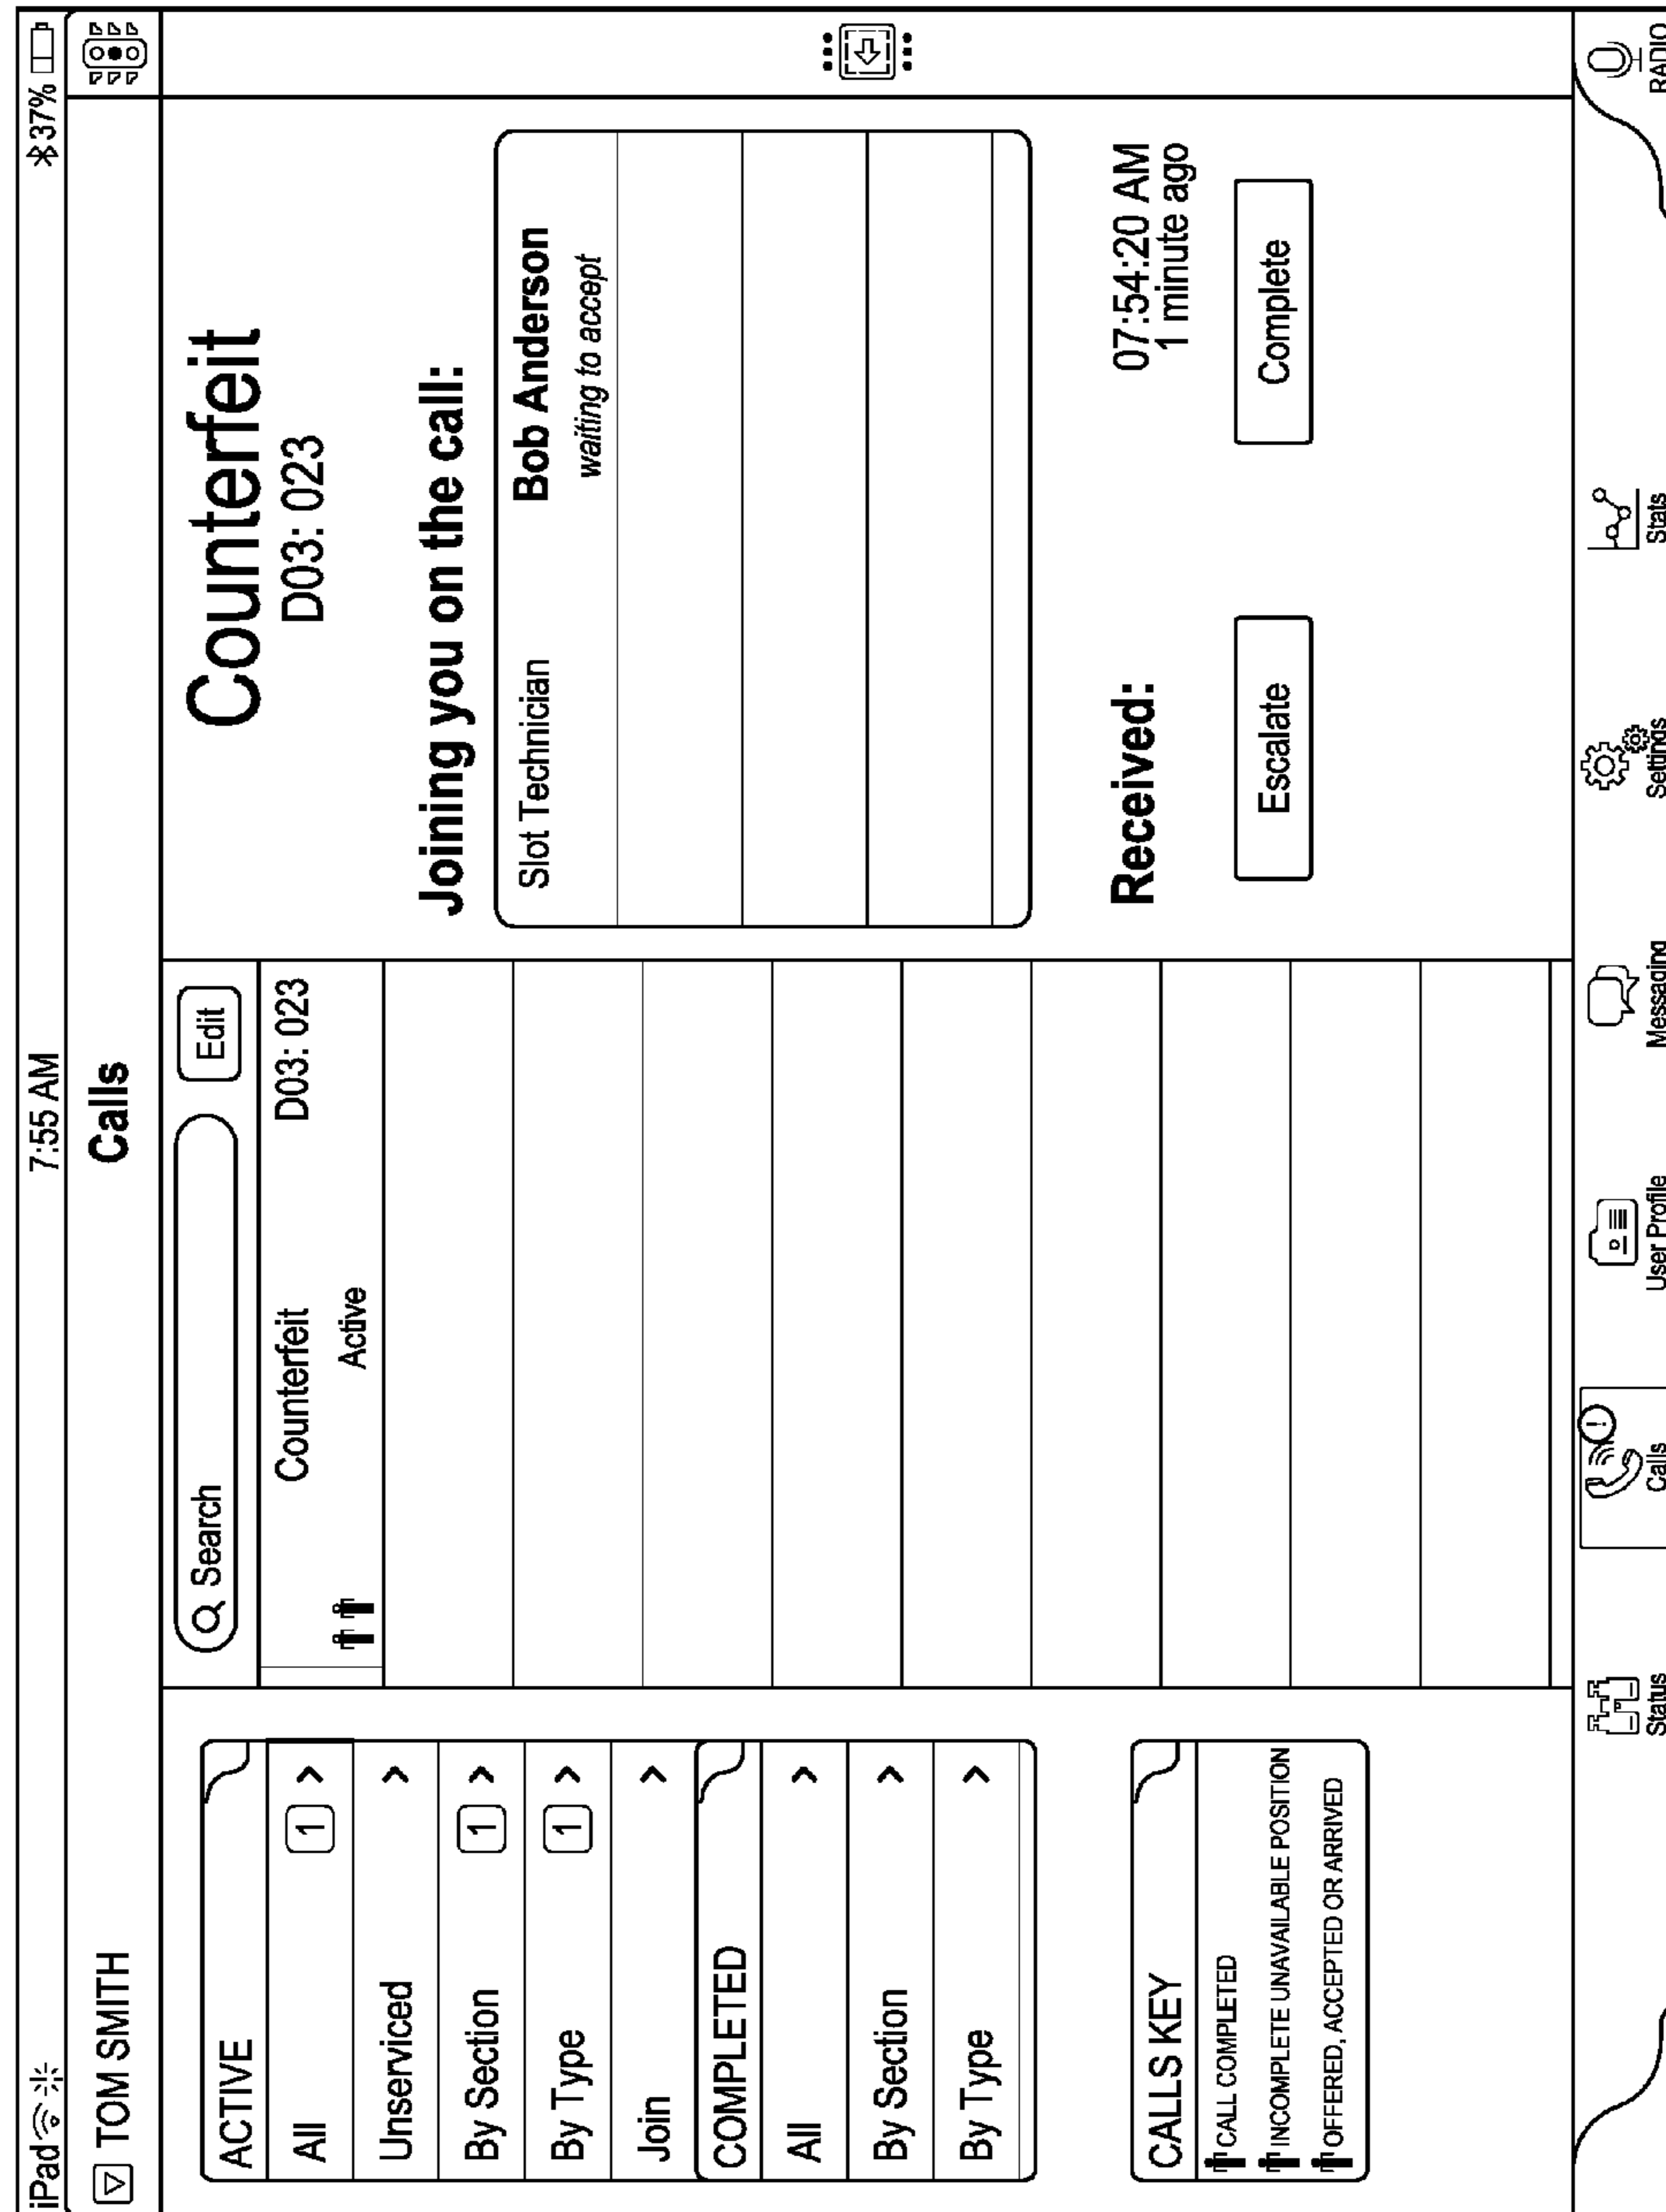 iPad 7:55 AM 37%
TOM SMITH Calls
ACTIVE
All 1 >
Unserviced >
By Section 1 >
By Type 1 >
Join >
COMPLETED
All >
By Section >
By Type >
CALLS KEY
CALL COMPLETED
INCOMPLETE UNAVAILABLE POSITION
OFFERED, ACCEPTED OR ARRIVED
Search Edit
Counterfeit D03: 023
Active
Counterfeit
D03: 023
Joining you on the call:
Slot Technician Bob Anderson
waiting to accept
Received: 07:54:20 AM
1 minute ago
Escalate Complete
Status Calls User Profile Messaging Settings Stats RADIO